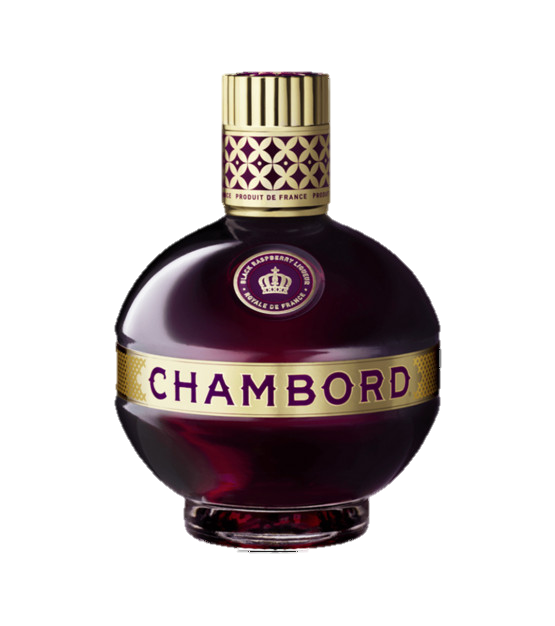 PRODUIT DE FRANCE
BLACK RASPBERRY LIQUEUR
ROYALE DE FRANCE
CHAMBORD